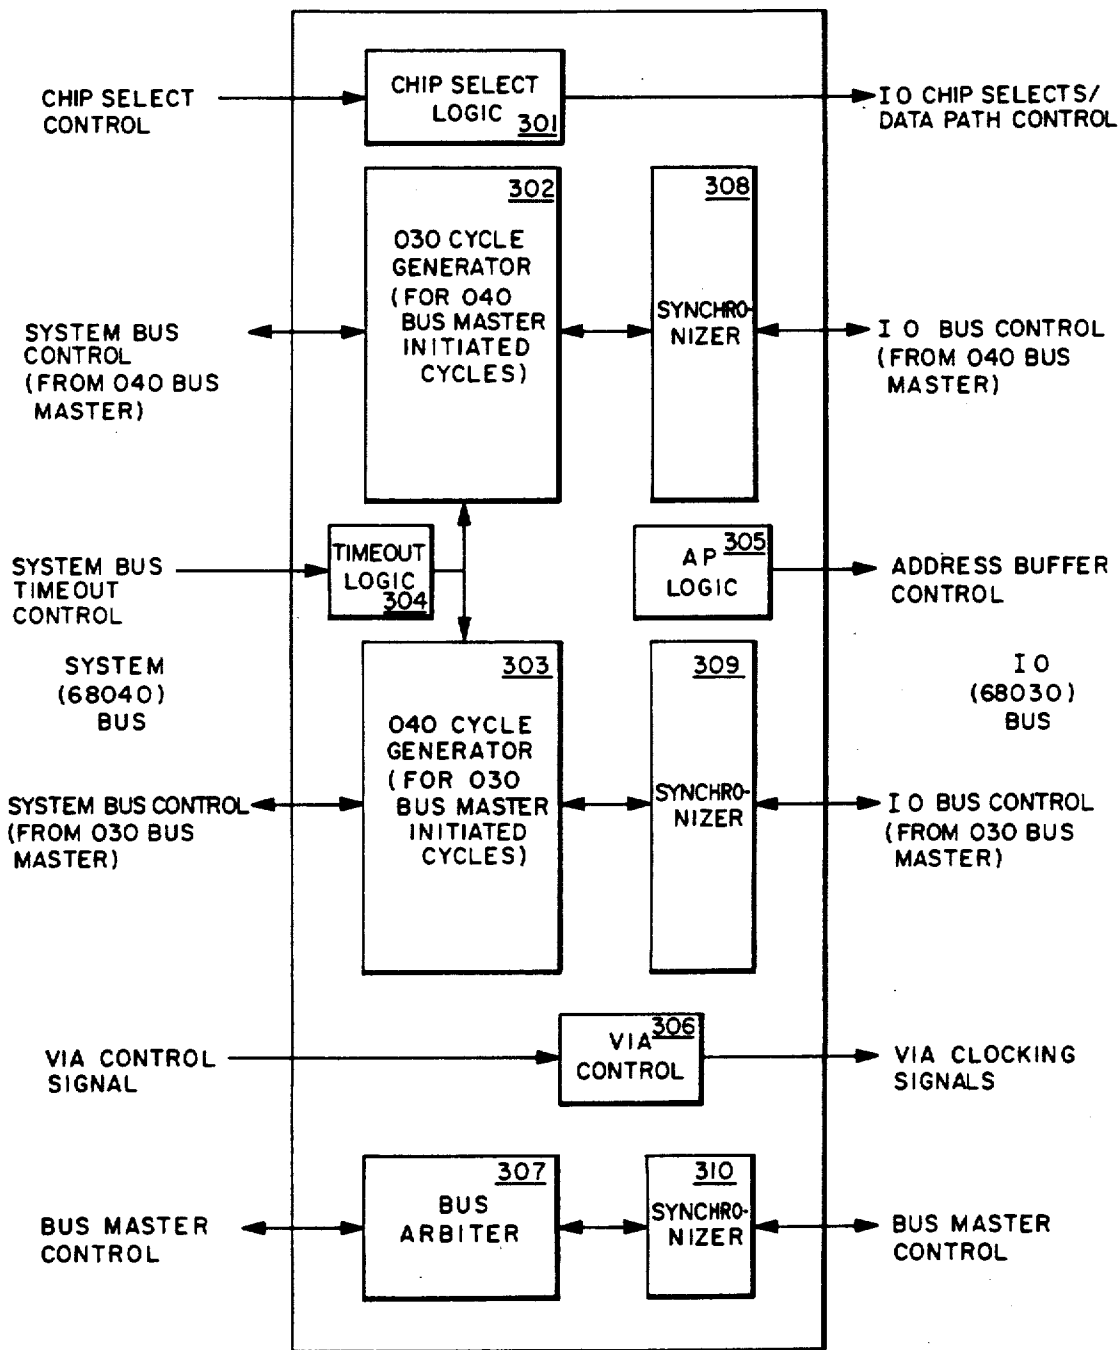 CHIP SELECT
CONTROL
CHIP SELECT
LOGIC 301
IO CHIP SELECTS/
DATA PATH CONTROL
302
030 CYCLE
GENERATOR
(FOR 040
BUS MASTER
INITIATED
CYCLES)
308
SYNCHRO-
NIZER
SYSTEM BUS
CONTROL
(FROM 040 BUS
MASTER)
IO BUS CONTROL
(FROM 040 BUS
MASTER)
SYSTEM BUS
TIMEOUT
CONTROL
TIMEOUT
LOGIC
304
305
AP
LOGIC
ADDRESS BUFFER
CONTROL
SYSTEM
(68040)
BUS
IO
(68030)
BUS
303
040 CYCLE
GENERATOR
(FOR 030
BUS MASTER
INITIATED
CYCLES)
309
SYNCHRO-
NIZER
SYSTEM BUS CONTROL
(FROM 030 BUS
MASTER)
IO BUS CONTROL
(FROM 030 BUS
MASTER)
VIA CONTROL
SIGNAL
306
VIA
CONTROL
VIA CLOCKING
SIGNALS
BUS MASTER
CONTROL
307
BUS
ARBITER
310
SYNCHRO-
NIZER
BUS MASTER
CONTROL